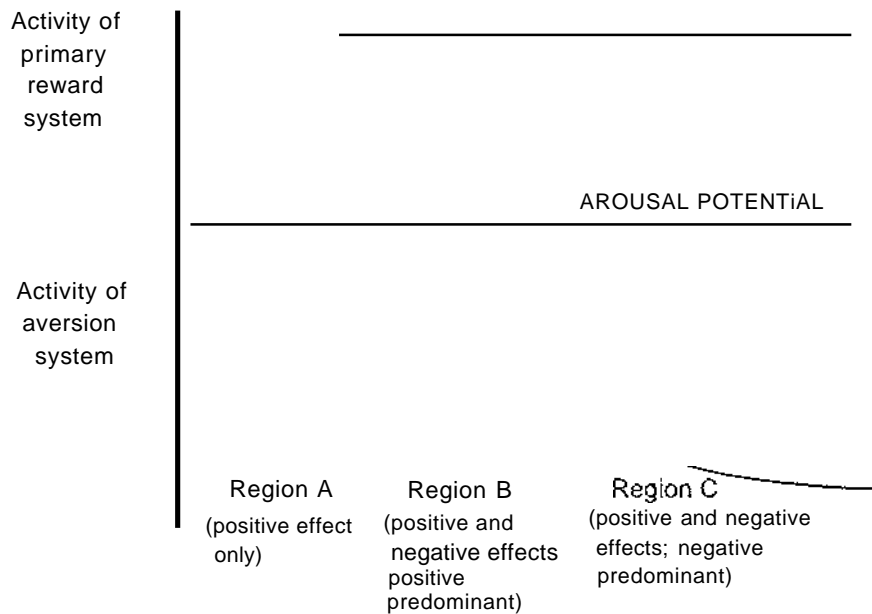 Activity of
primary
reward
system
AROUSAL POTENTiAL
Activity of
aversion
system
Region A
(positive effect
only)
Region B
(positive and
negative effects
positive
predominant)
Region C
(positive and negative
effects; negative
predominant)